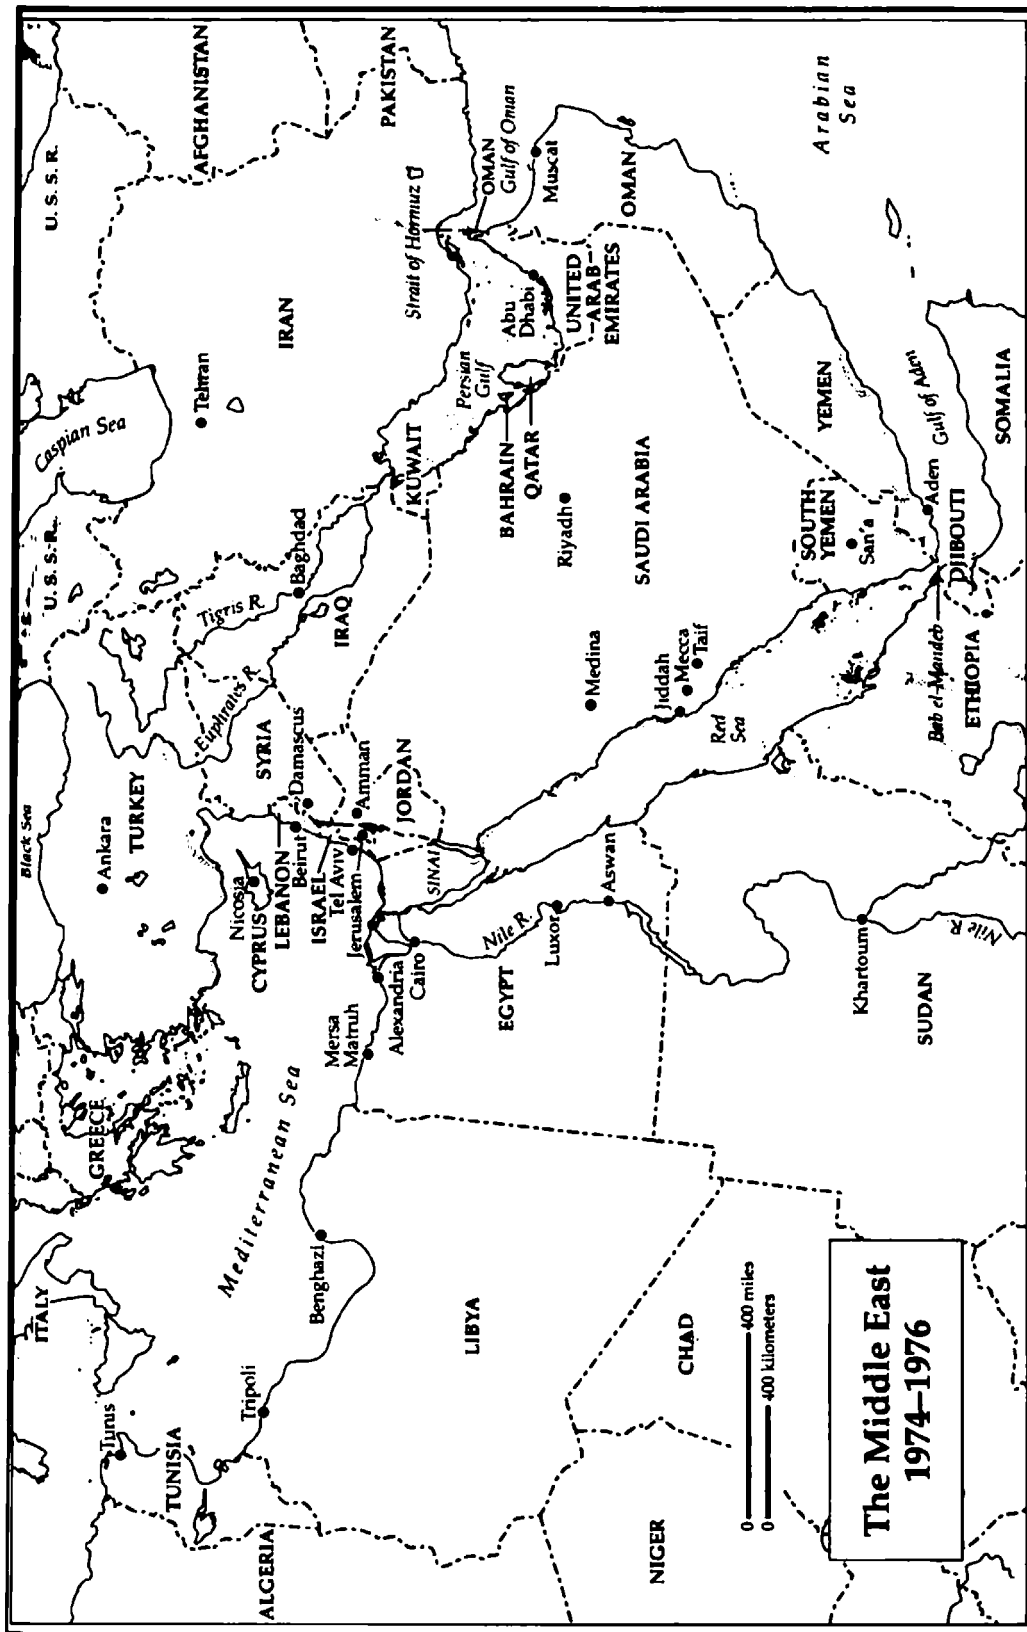 ITALY
GREECE
Black Sea
Ankara
TURKEY
U.S.S.R.
Caspian Sea
U.S.S.R.
AFGHANISTAN
PAKISTAN
Tunis
TUNISIA
ALGERIA
Tripoli
Benghazi
Mediterranean Sea
Nicosia
CYPRUS
LEBANON
Beirut
ISRAEL
Tel Aviv
Jerusalem
SYRIA
Damascus
Amman
JORDAN
SINAI
Euphrates R.
Tigris R.
Baghdad
IRAQ
Tehran
IRAN
KUWAIT
Persian
Gulf
Strait of Hormuz
OMAN
Gulf of Oman
Muscat
OMAN
Abu
Dhabi
UNITED
ARAB
EMIRATES
BAHRAIN
QATAR
Riyadh
SAUDI ARABIA
Medina
Jiddah
Mecca
Taif
Red
Sea
Mersa
Matruh
Alexandria
Cairo
EGYPT
Nile R.
Luxor
Aswan
LIBYA
CHAD
NIGER
Khartoum
Nile R.
SUDAN
ETHIOPIA
Bab el-Mandeb
DJIBOUTI
SOMALIA
Aden
Gulf of Aden
San'a
SOUTH
YEMEN
YEMEN
Arabian
Sea
0 400 miles
0 400 kilometers
The Middle East
1974–1976